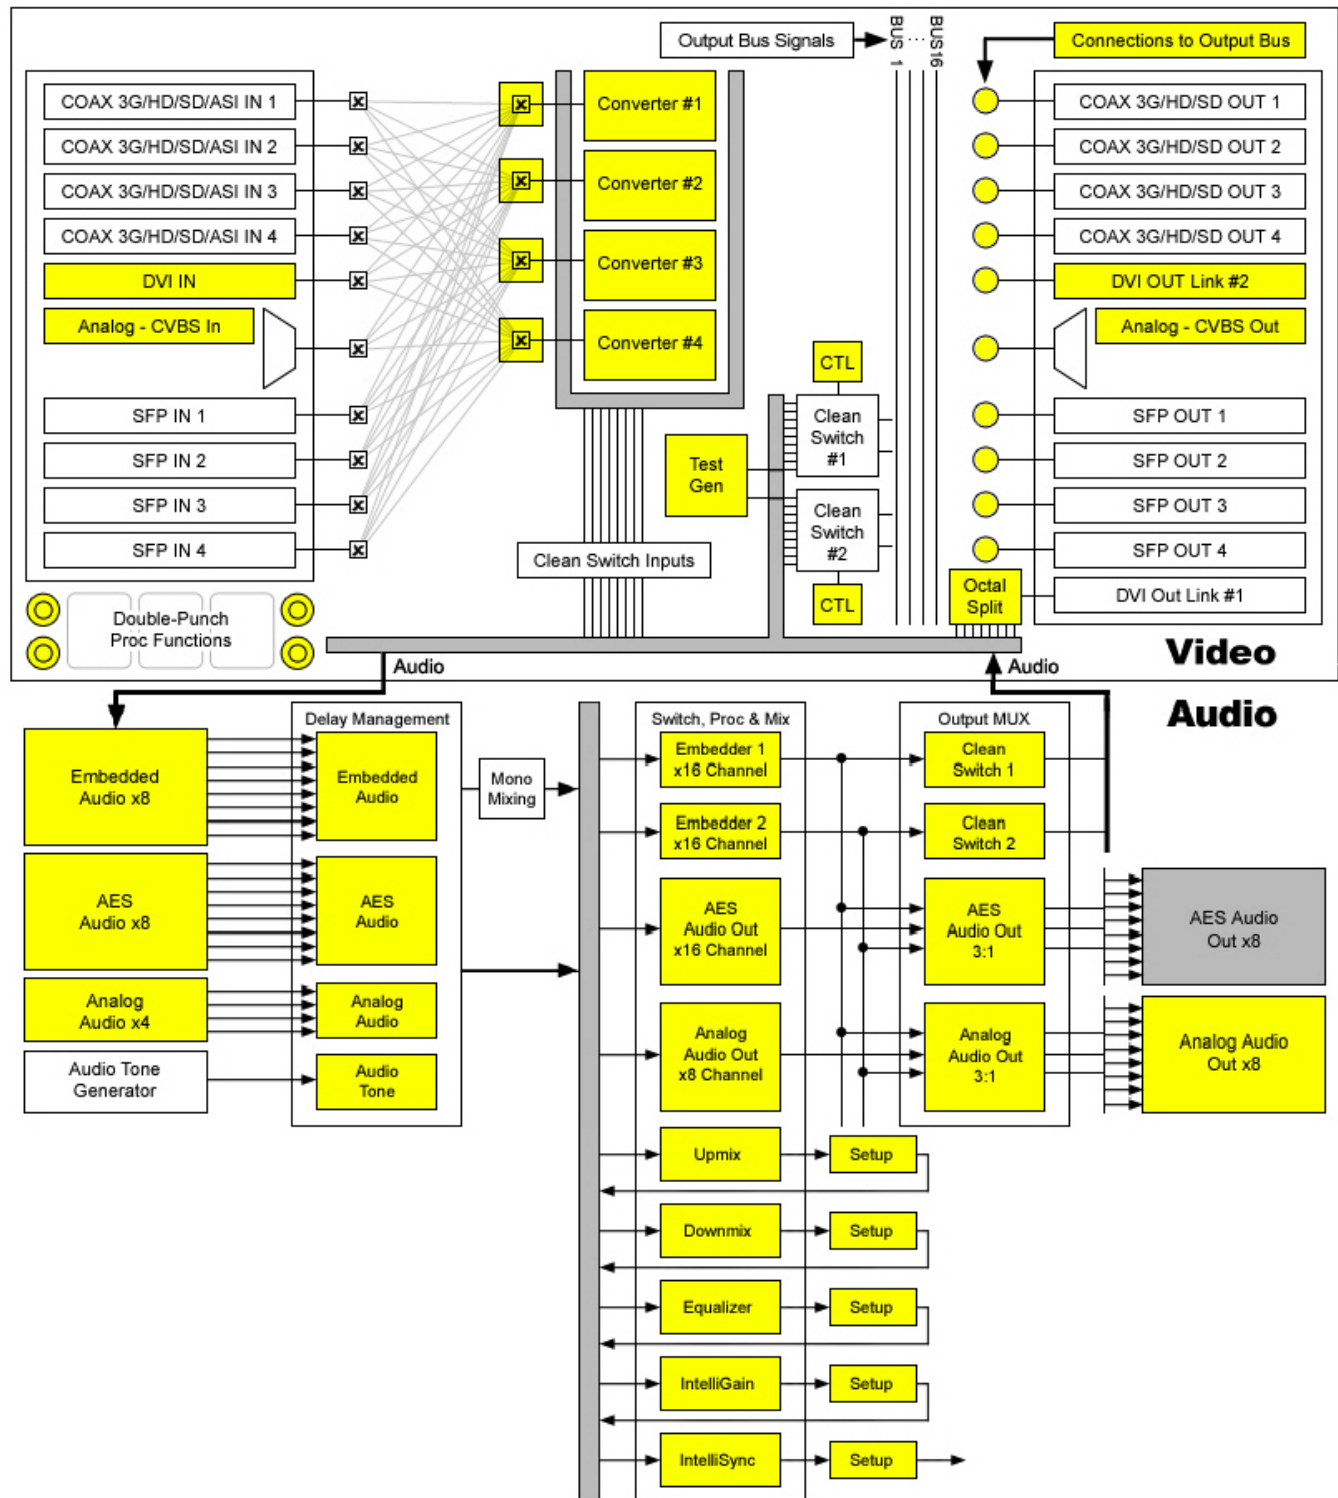 Output Bus Signals
BUS 1
BUS16
Connections to Output Bus
COAX 3G/HD/SD/ASI IN 1
COAX 3G/HD/SD/ASI IN 2
COAX 3G/HD/SD/ASI IN 3
COAX 3G/HD/SD/ASI IN 4
DVI IN
Analog - CVBS In
SFP IN 1
SFP IN 2
SFP IN 3
SFP IN 4
Converter #1
Converter #2
Converter #3
Converter #4
COAX 3G/HD/SD OUT 1
COAX 3G/HD/SD OUT 2
COAX 3G/HD/SD OUT 3
COAX 3G/HD/SD OUT 4
DVI OUT Link #2
Analog - CVBS Out
SFP OUT 1
SFP OUT 2
SFP OUT 3
SFP OUT 4
DVI Out Link #1
CTL
Clean
Switch
#1
Test
Gen
Clean
Switch
#2
CTL
Clean Switch Inputs
Octal
Split
Double-Punch
Proc Functions
Audio
Audio
Video
Audio
Embedded
Audio x8
AES
Audio x8
Analog
Audio x4
Audio Tone
Generator
Delay Management
Embedded
Audio
AES
Audio
Analog
Audio
Audio
Tone
Mono
Mixing
Switch, Proc & Mix
Embedder 1
x16 Channel
Embedder 2
x16 Channel
AES
Audio Out
x16 Channel
Analog
Audio Out
x8 Channel
Output MUX
Clean
Switch 1
Clean
Switch 2
AES
Audio Out
3:1
Analog
Audio Out
3:1
AES Audio
Out x8
Analog Audio
Out x8
Upmix
Setup
Downmix
Setup
Equalizer
Setup
IntelliGain
Setup
IntelliSync
Setup